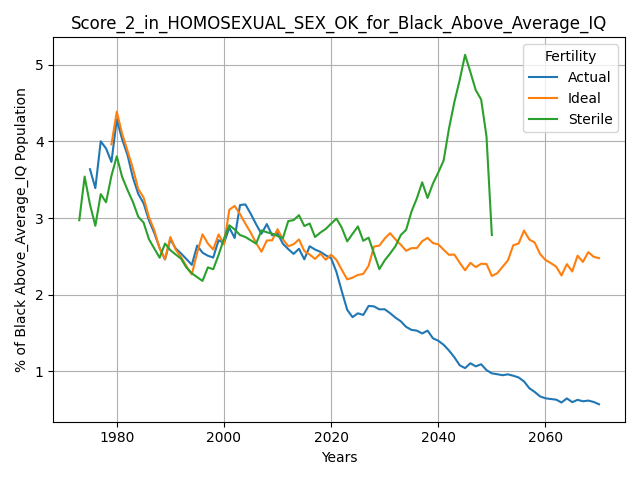 Score_2_in_HOMOSEXUAL_SEX_OK_for_Black_Above_Average_IQ
% of Black Above_Average_IQ Population
5
4
3
2
1
Fertility
Actual
Ideal
Sterile
1980 2000 2020 2040 2060
Years